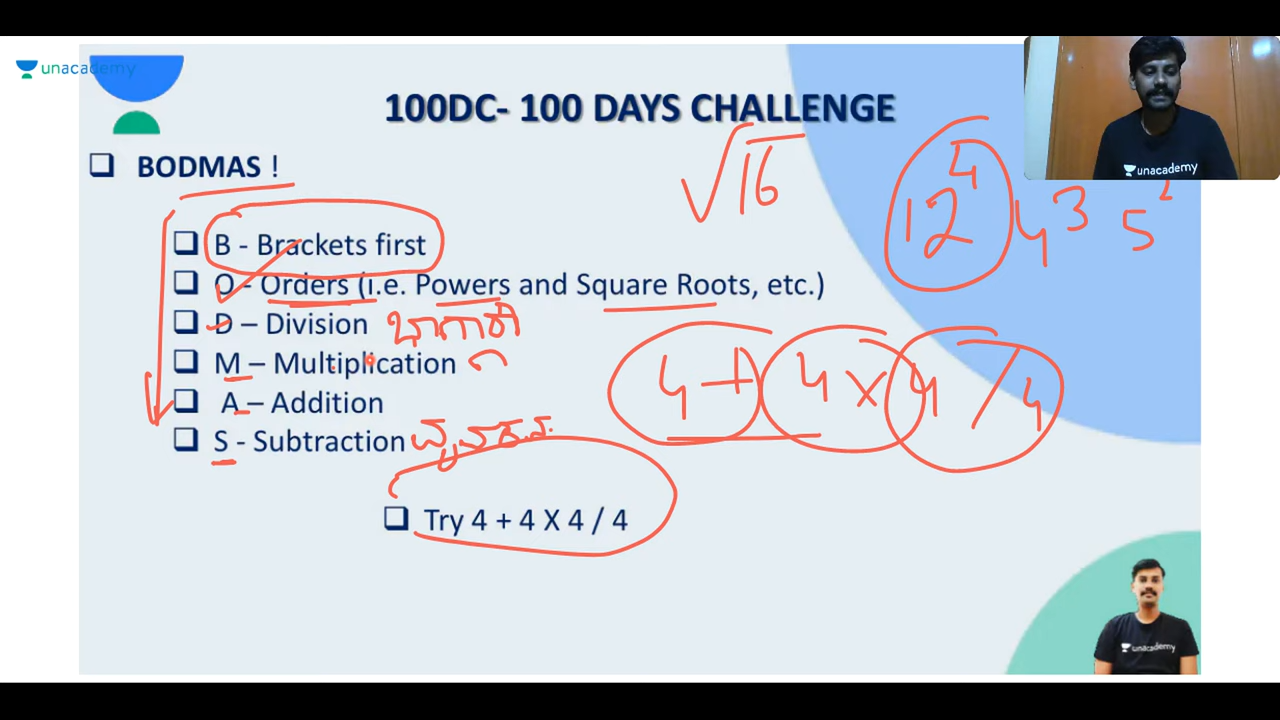 unacademy
100DC- 100 DAYS CHALLENGE
BODMAS !
√16
12⁴ 4³ 5²
B - Brackets first
O - Orders (i.e. Powers and Square Roots, etc.)
D – Division
M – Multiplication
4 + 4 x 4 / 4
A – Addition
S - Subtraction
Try 4 + 4 X 4 / 4
unacademy
unacademy